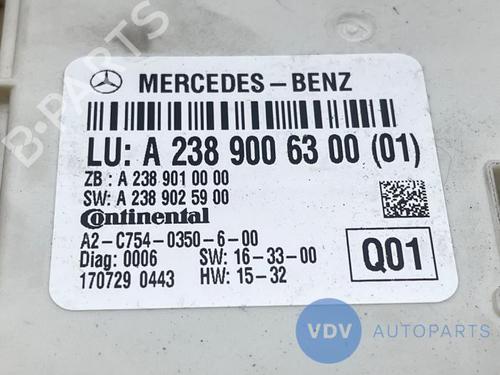 MERCEDES-BENZ
LU: A 238 900 63 00 (01)
ZB : A 238 901 00 00
SW: A 238 902 59 00
Continental
A2-C754-0350-6-00
Diag: 0006 SW: 16-33-00
170729 0443 HW: 15-32
Q01
B-PARTS
VDV AUTOPARTS